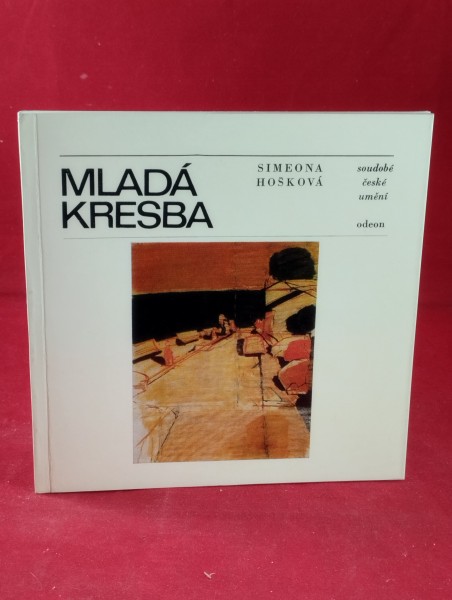 MLADÁ
KRESBA
SIMEONA
HOŠKOVÁ
soudobé
české
umění
odeon